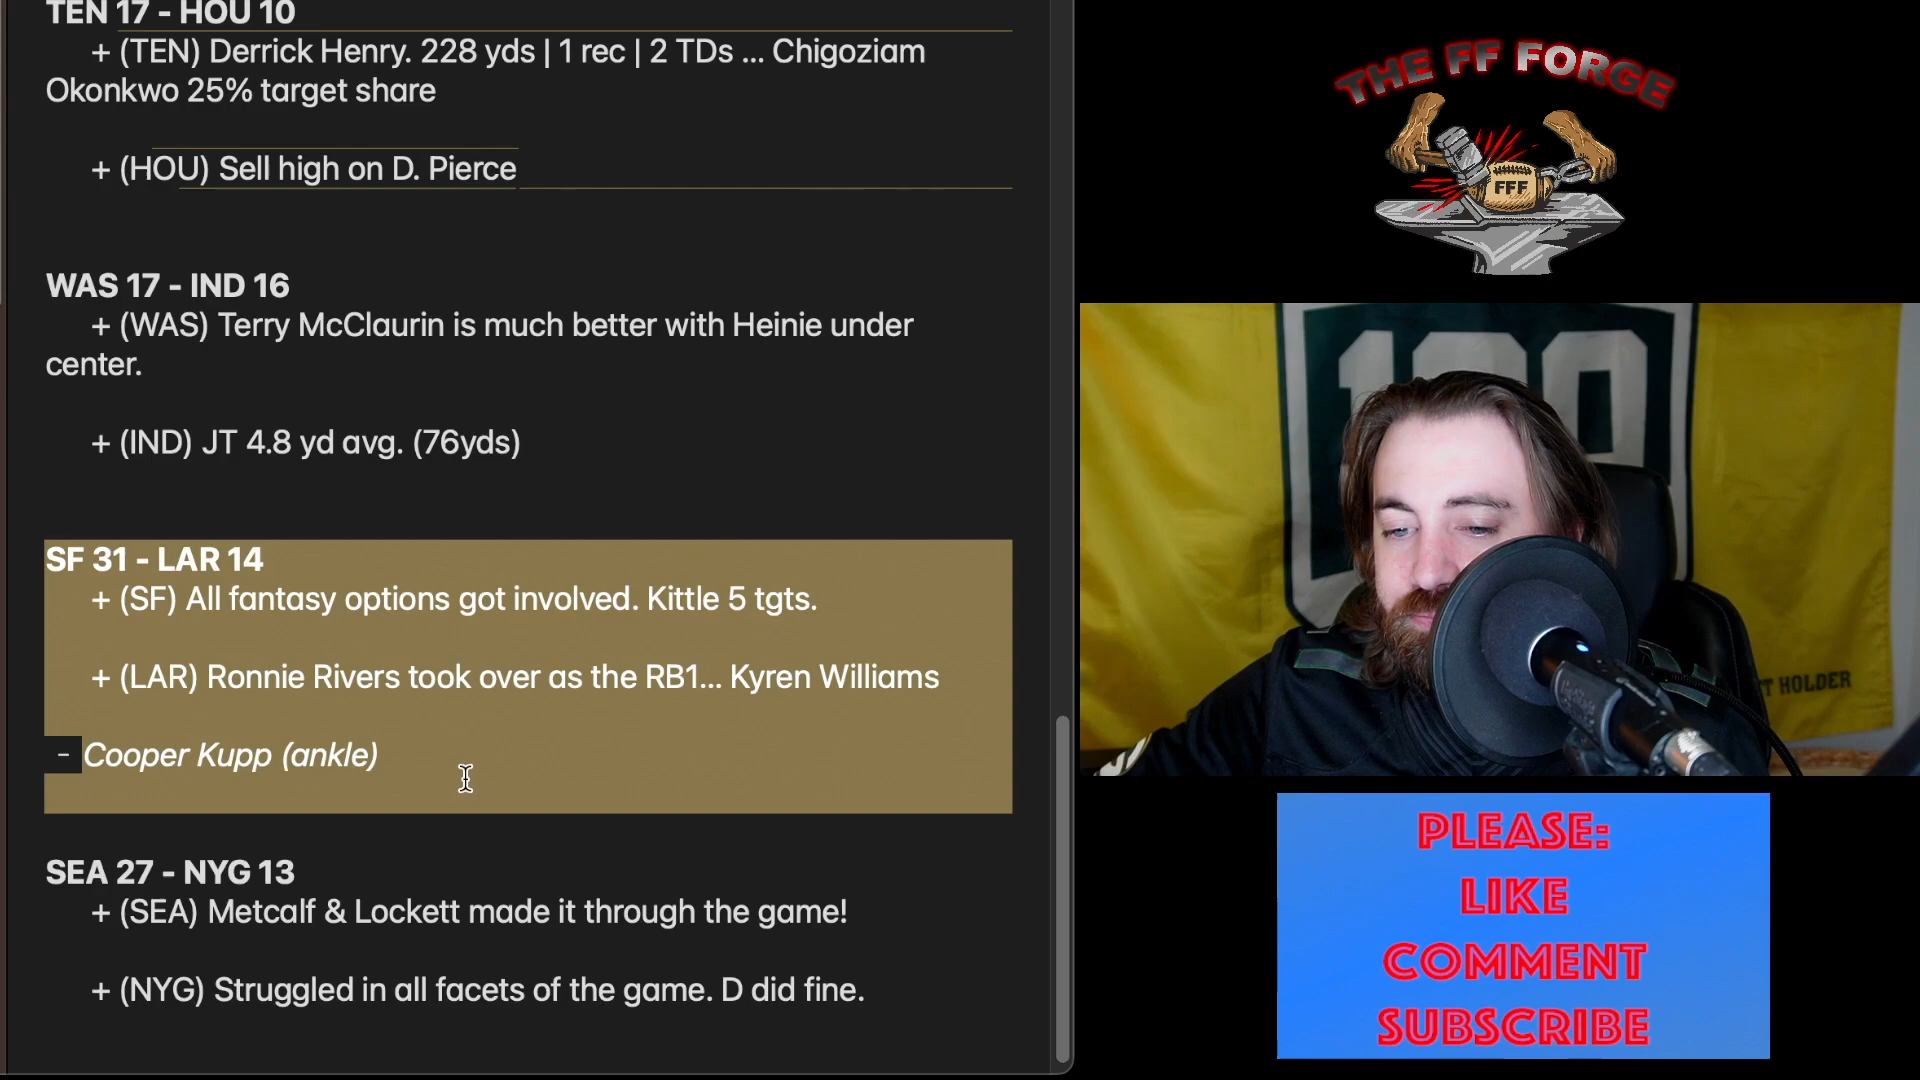 TEN 17 - HOU 10
+ (TEN) Derrick Henry. 228 yds | 1 rec | 2 TDs ... Chigoziam
Okonkwo 25% target share
+ (HOU) Sell high on D. Pierce
WAS 17 - IND 16
+ (WAS) Terry McClaurin is much better with Heinie under
center.
+ (IND) JT 4.8 yd avg. (76yds)
SF 31 - LAR 14
+ (SF) All fantasy options got involved. Kittle 5 tgts.
+ (LAR) Ronnie Rivers took over as the RB1... Kyren Williams
- Cooper Kupp (ankle)
SEA 27 - NYG 13
+ (SEA) Metcalf & Lockett made it through the game!
+ (NYG) Struggled in all facets of the game. D did fine.
THE FF FORGE
FFF
100
T HOLDER
PLEASE:
LIKE
COMMENT
SUBSCRIBE